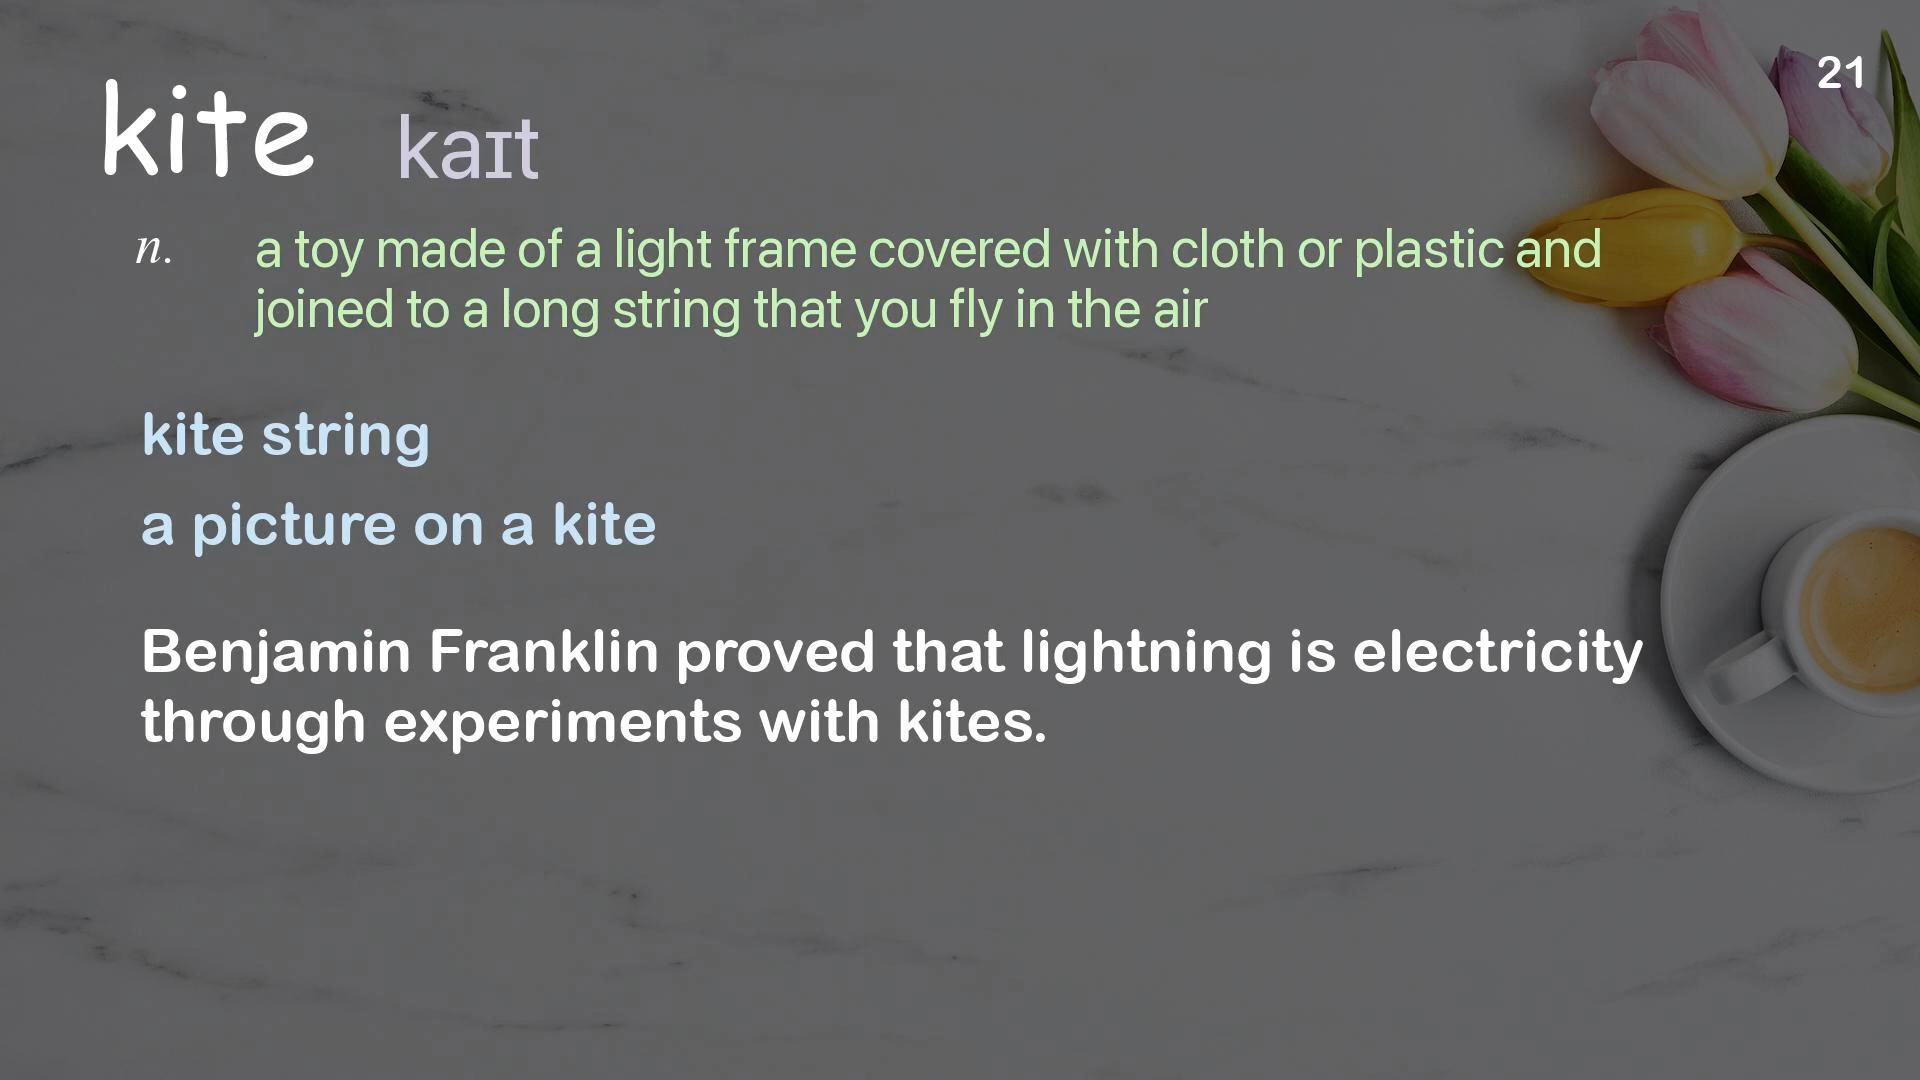 21
kite kaɪt
n. a toy made of a light frame covered with cloth or plastic and
joined to a long string that you fly in the air
kite string
a picture on a kite
Benjamin Franklin proved that lightning is electricity
through experiments with kites.